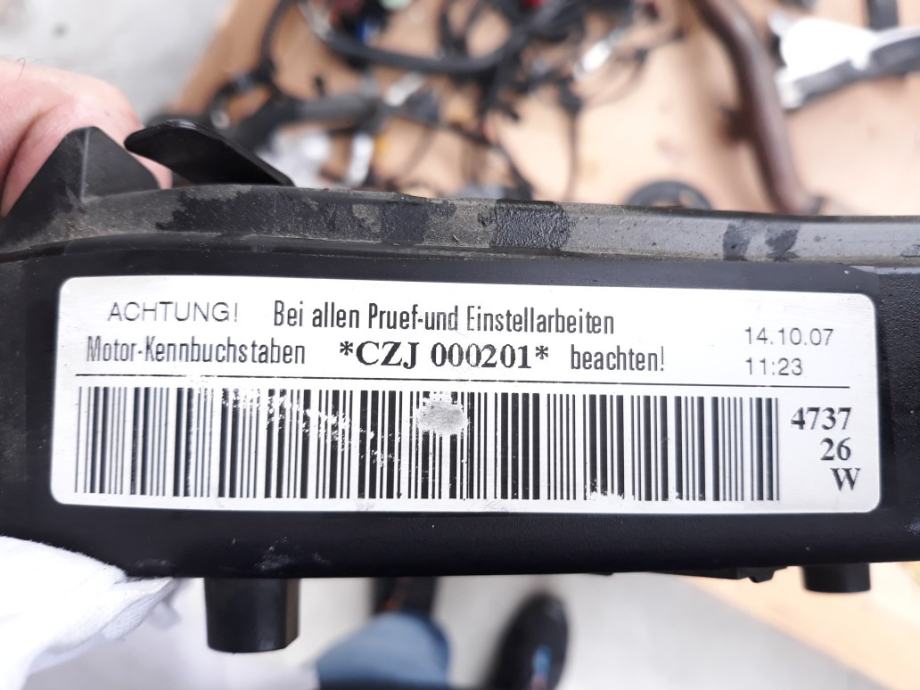 ACHTUNG! Bei allen Pruef-und Einstellarbeiten
Motor-Kennbuchstaben *CZJ 000201* beachten!
14.10.07
11:23
4737
26
W